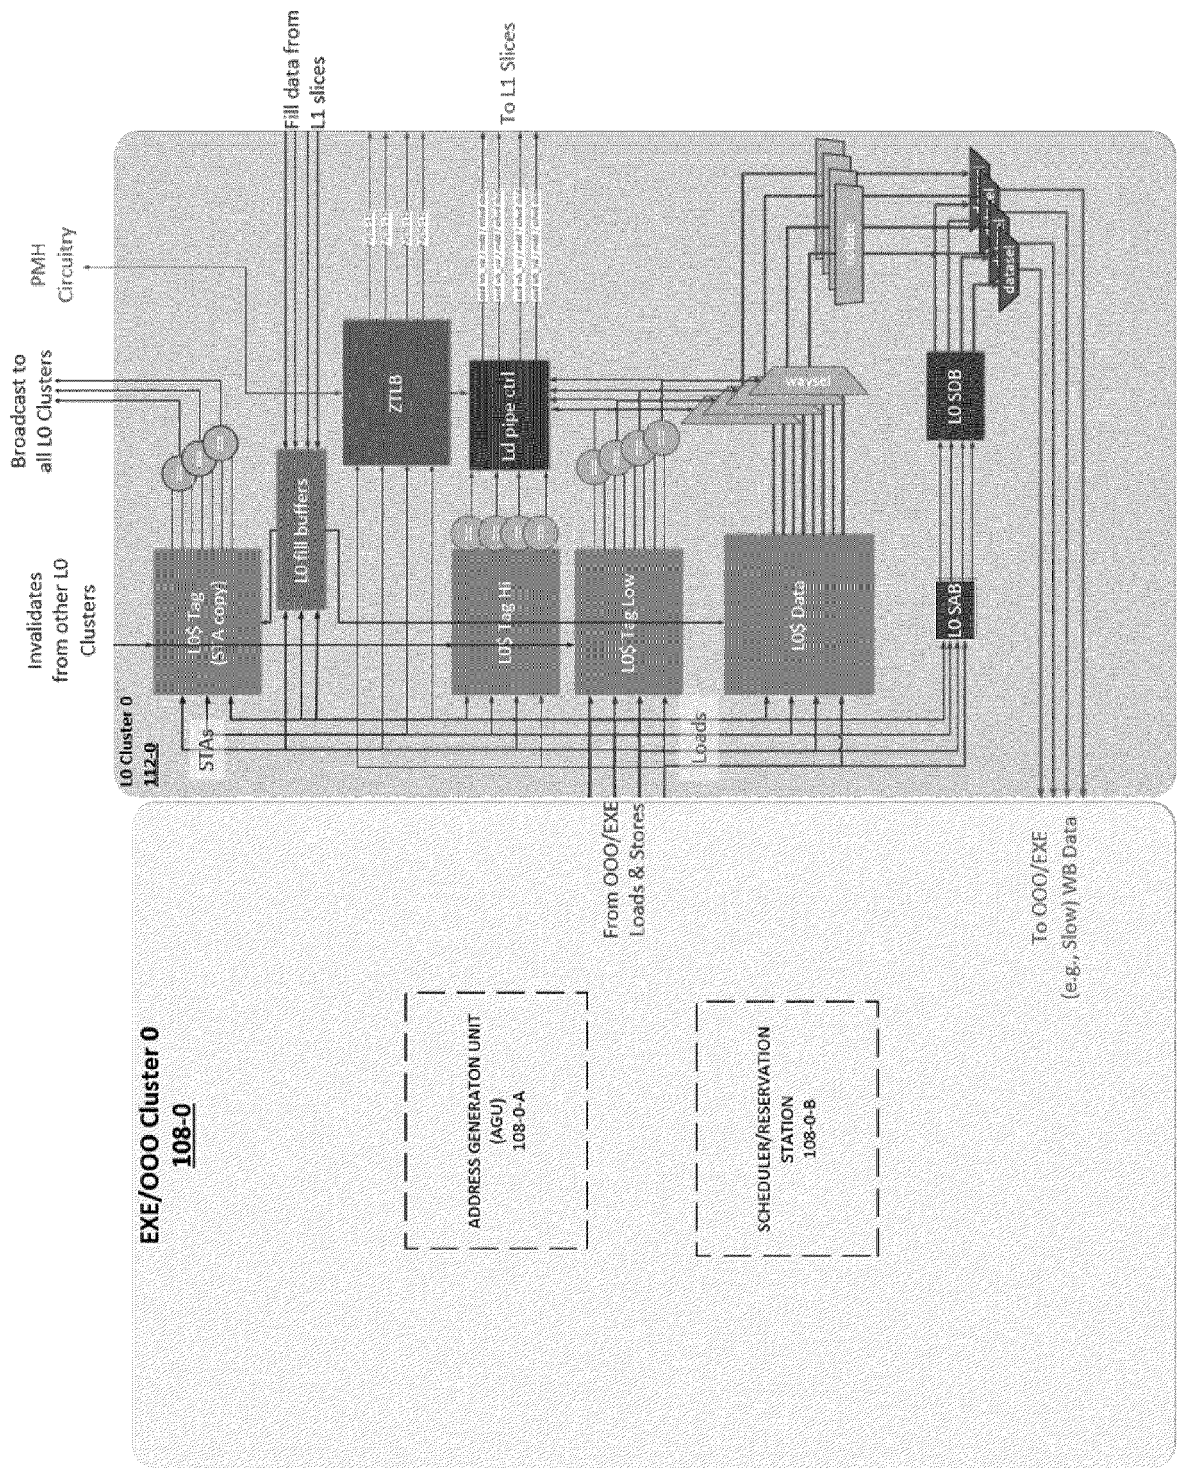 EXE/OOO Cluster 0
108-0
ADDRESS GENERATON UNIT
(AGU)
108-0-A
SCHEDULER/RESERVATION
STATION
108-0-B
From OOO/EXE
Loads & Stores
To OOO/EXE
(e.g., Slow) WB Data
L0 Cluster 0
112-0
STAs
Loads
Invalidates
from other L0
Clusters
Broadcast to
all L0 Clusters
PMH
Circuitry
Fill data from
L1 slices
To L1 Slices
L0$ Tag
(STA copy)
L0 fill buffers
ZTLB
L0$ Tag Hi
Ld pipe ctrl
L0$ Tag Low
L0$ Data
waysel
rotate
L0 SAB
L0 SDB
datasel